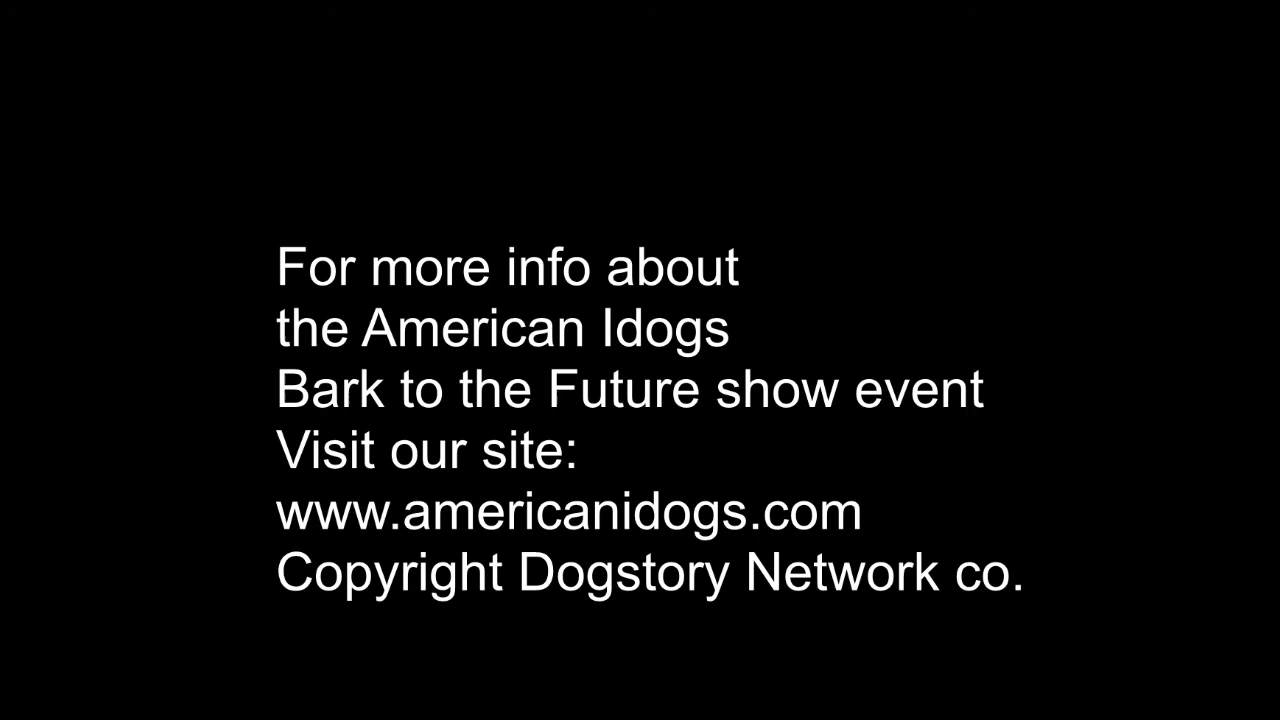 For more info about
the American Idogs
Bark to the Future show event
Visit our site:
www.americanidogs.com
Copyright Dogstory Network co.